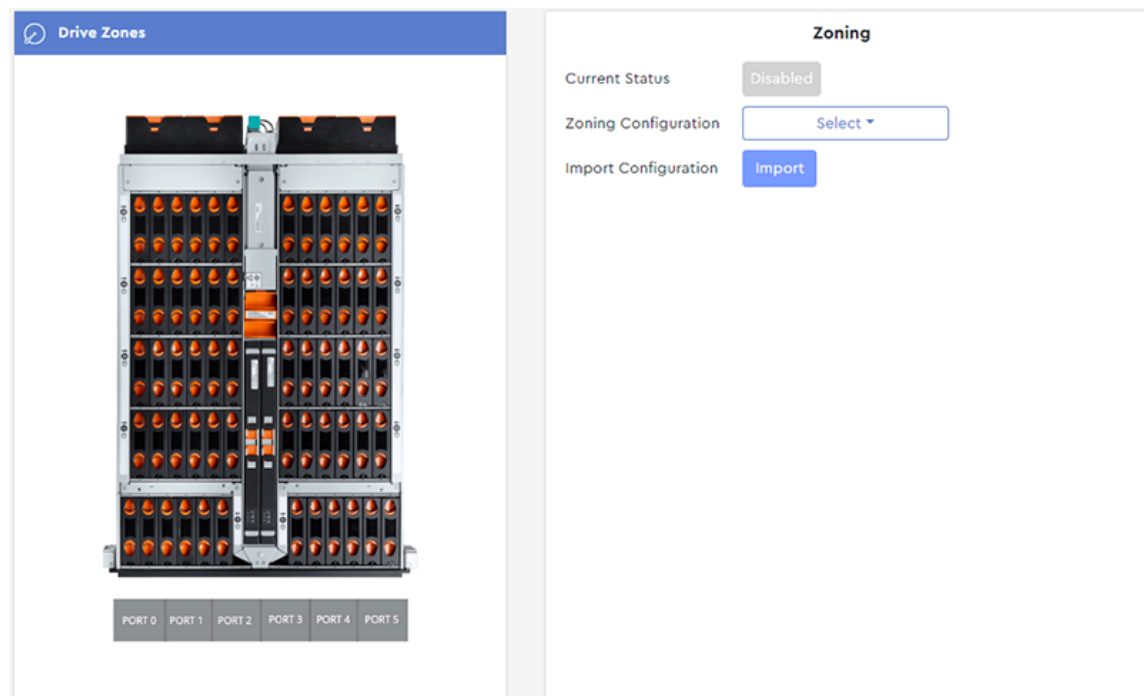 Drive Zones
PORT 0 PORT 1 PORT 2 PORT 3 PORT 4 PORT 5
Zoning
Current Status Disabled
Zoning Configuration Select
Import Configuration Import